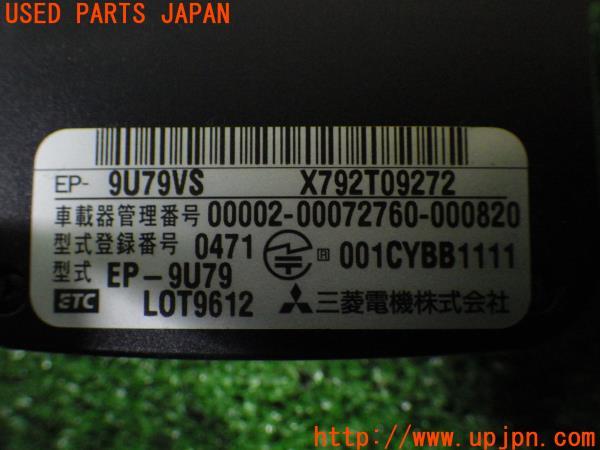 USED PARTS JAPAN
EP- 9U79VS X792T09272
車載器管理番号 00002-00072760-000820
型式登録番号 0471 R 001CYBB1111
型式 EP-9U79
ETC LOT9612 三菱電機株式会社
UPJ
http://www.upjpn.com/